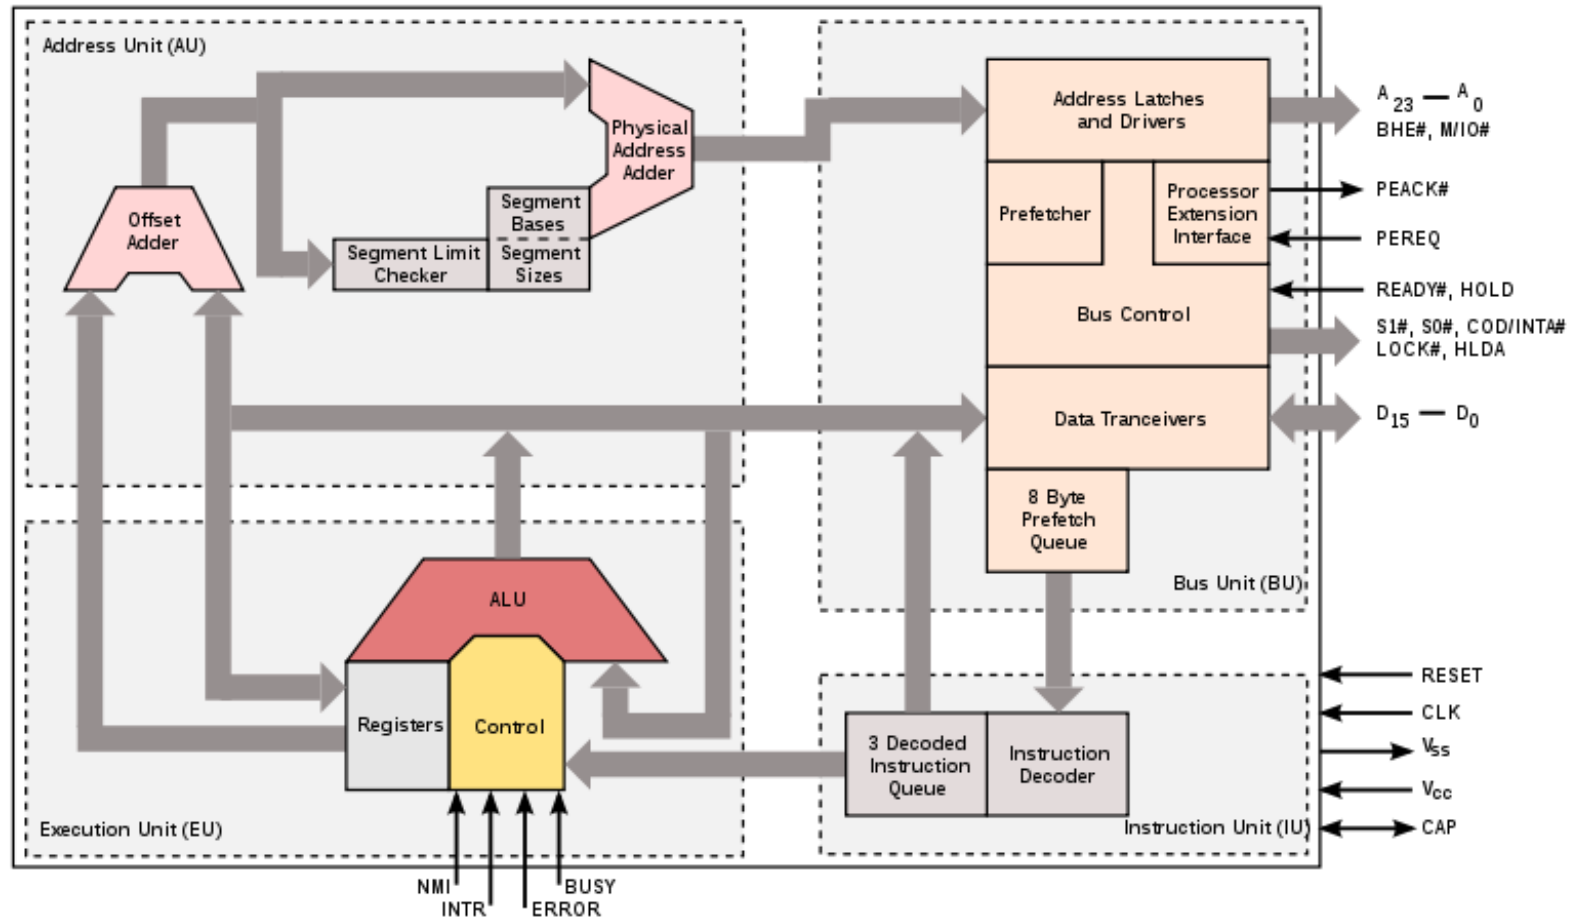 Address Unit (AU)
Offset
Adder
Segment Limit
Checker
Segment
Bases
Segment
Sizes
Physical
Address
Adder
Address Latches
and Drivers
Prefetcher
Processor
Extension
Interface
Bus Control
Data Tranceivers
8 Byte
Prefetch
Queue
Bus Unit (BU)
A23 — A0
BHE#, M/IO#
PEACK#
PEREQ
READY#, HOLD
S1#, S0#, COD/INTA#
LOCK#, HLDA
D15 — D0
ALU
Registers
Control
Execution Unit (EU)
NMI
INTR
BUSY
ERROR
3 Decoded
Instruction
Queue
Instruction
Decoder
Instruction Unit (IU)
RESET
CLK
Vss
Vcc
CAP